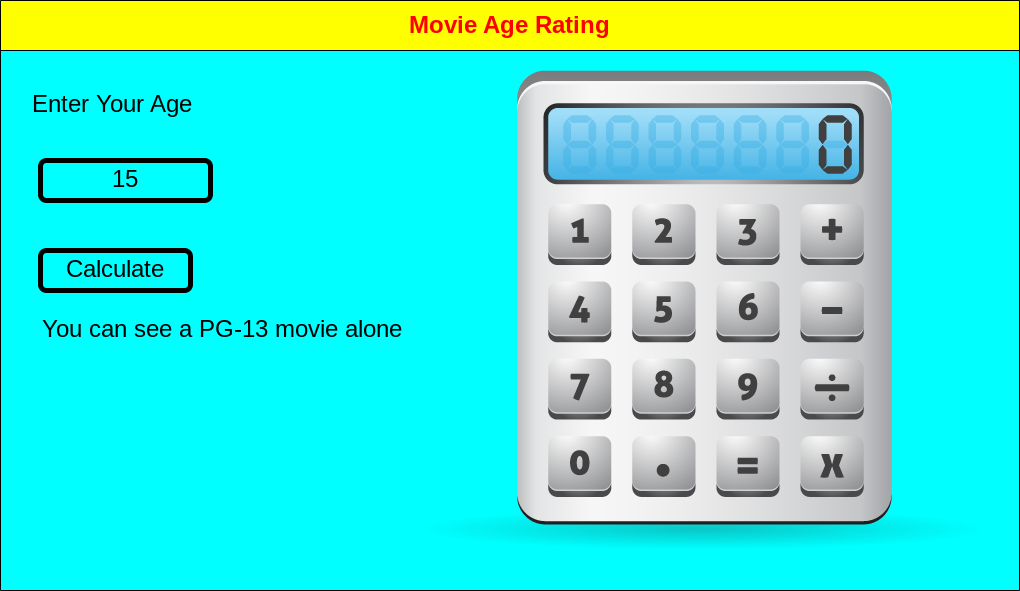 Movie Age Rating
Enter Your Age
15
Calculate
You can see a PG-13 movie alone
0
1 2 3 +
4 5 6 −
7 8 9 ÷
0 . = x